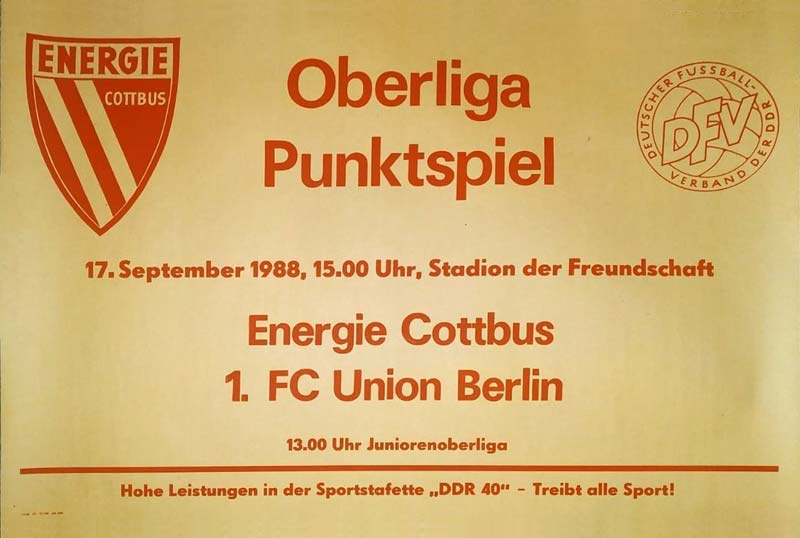 ENERGIE
COTTBUS
Oberliga
Punktspiel
DEUTSCHER FUSSBALL-
VERBAND DER DDR
DFV
17. September 1988, 15.00 Uhr, Stadion der Freundschaft
Energie Cottbus
1. FC Union Berlin
13.00 Uhr Juniorenoberliga
Hohe Leistungen in der Sportstafette „DDR 40“ – Treibt alle Sport!